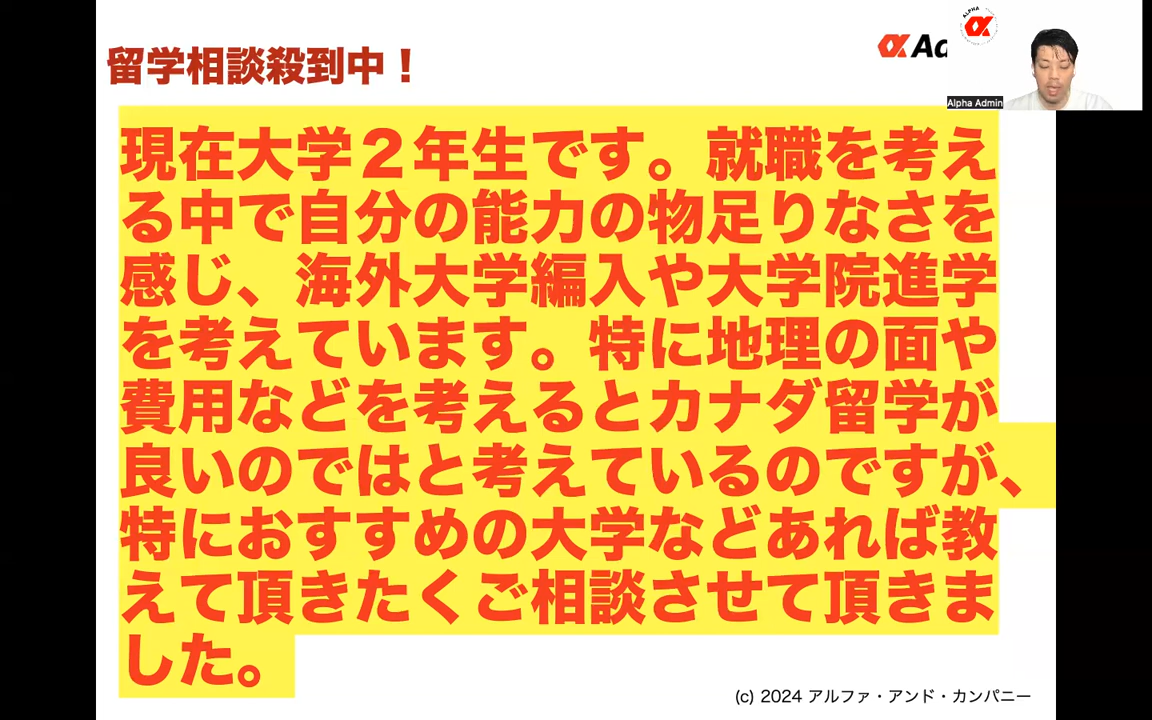 留学相談殺到中！
ALPHA
Alpha Admin
現在大学２年生です。就職を考え
る中で自分の能力の物足りなさを
感じ、海外大学編入や大学院進学
を考えています。特に地理の面や
費用などを考えるとカナダ留学が
良いのではと考えているのですが、
特におすすめの大学などあれば教
えて頂きたくご相談させて頂きま
した。
(c) 2024 アルファ・アンド・カンパニー